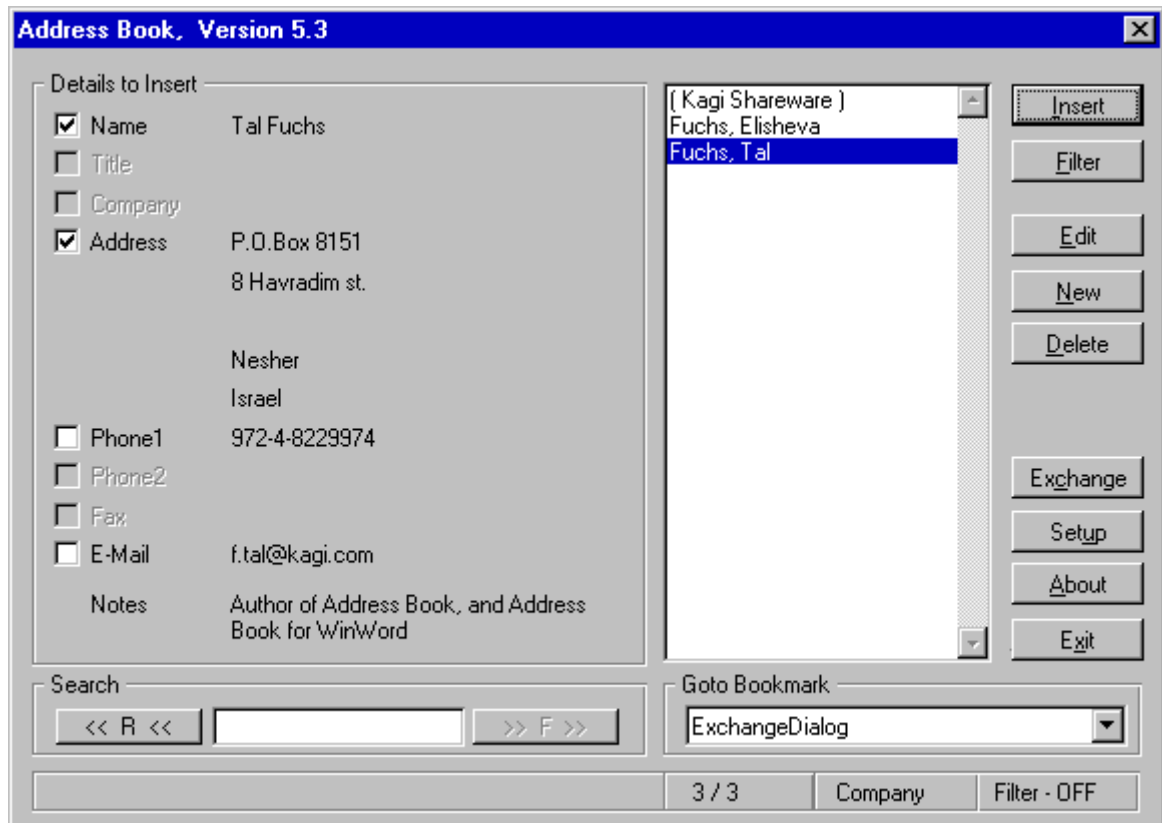 Address Book, Version 5.3
Details to Insert
Name Tal Fuchs
Title
Company
Address P.O.Box 8151
8 Havradim st.
Nesher
Israel
Phone1 972-4-8229974
Phone2
Fax
E-Mail f.tal@kagi.com
Notes Author of Address Book, and Address
Book for WinWord
( Kagi Shareware )
Fuchs, Elisheva
Fuchs, Tal
Insert
Filter
Edit
New
Delete
Exchange
Setup
About
Exit
Search
<< R << >> F >>
Goto Bookmark
ExchangeDialog
3 / 3 Company Filter - OFF